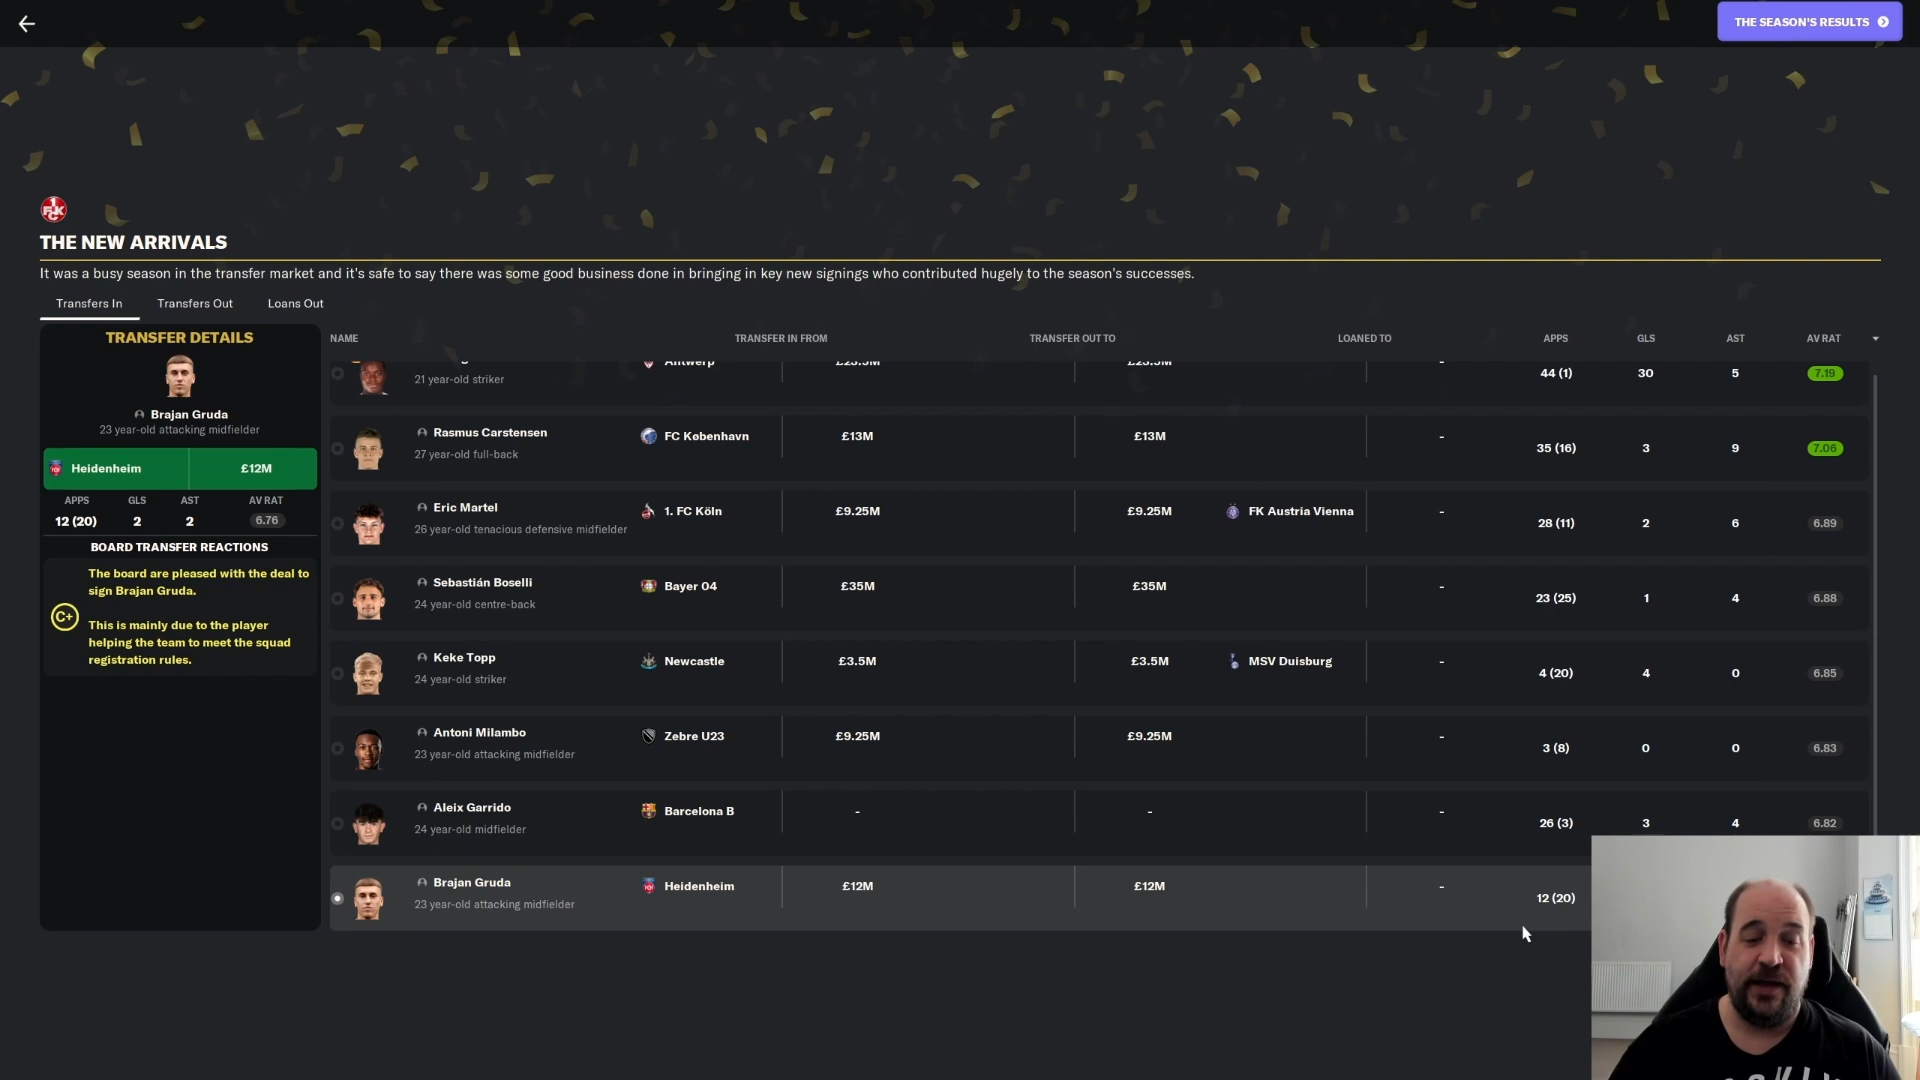 THE SEASON'S RESULTS
THE NEW ARRIVALS
It was a busy season in the transfer market and it's safe to say there was some good business done in bringing in key new signings who contributed hugely to the season's successes.
Transfers In Transfers Out Loans Out
TRANSFER DETAILS
Brajan Gruda
23 year-old attacking midfielder
Heidenheim £12M
APPS GLS AST AV RAT
12 (20) 2 2 6.76
BOARD TRANSFER REACTIONS
C+
The board are pleased with the deal to
sign Brajan Gruda.
This is mainly due to the player
helping the team to meet the squad
registration rules.
NAME TRANSFER IN FROM TRANSFER OUT TO LOANED TO APPS GLS AST AV RAT
Antwerp £23.5M £23.5M -
21 year-old striker 44 (1) 30 5 7.19
Rasmus Carstensen FC København £13M £13M -
27 year-old full-back 35 (16) 3 9 7.06
Eric Martel 1. FC Köln £9.25M £9.25M FK Austria Vienna -
26 year-old tenacious defensive midfielder 28 (11) 2 6 6.89
Sebastián Boselli Bayer 04 £35M £35M -
24 year-old centre-back 23 (25) 1 4 6.88
Keke Topp Newcastle £3.5M £3.5M MSV Duisburg -
24 year-old striker 4 (20) 4 0 6.85
Antoni Milambo Zebre U23 £9.25M £9.25M -
23 year-old attacking midfielder 3 (8) 0 0 6.83
Aleix Garrido Barcelona B - - -
24 year-old midfielder 26 (3) 3 4 6.82
Brajan Gruda Heidenheim £12M £12M -
23 year-old attacking midfielder 12 (20)